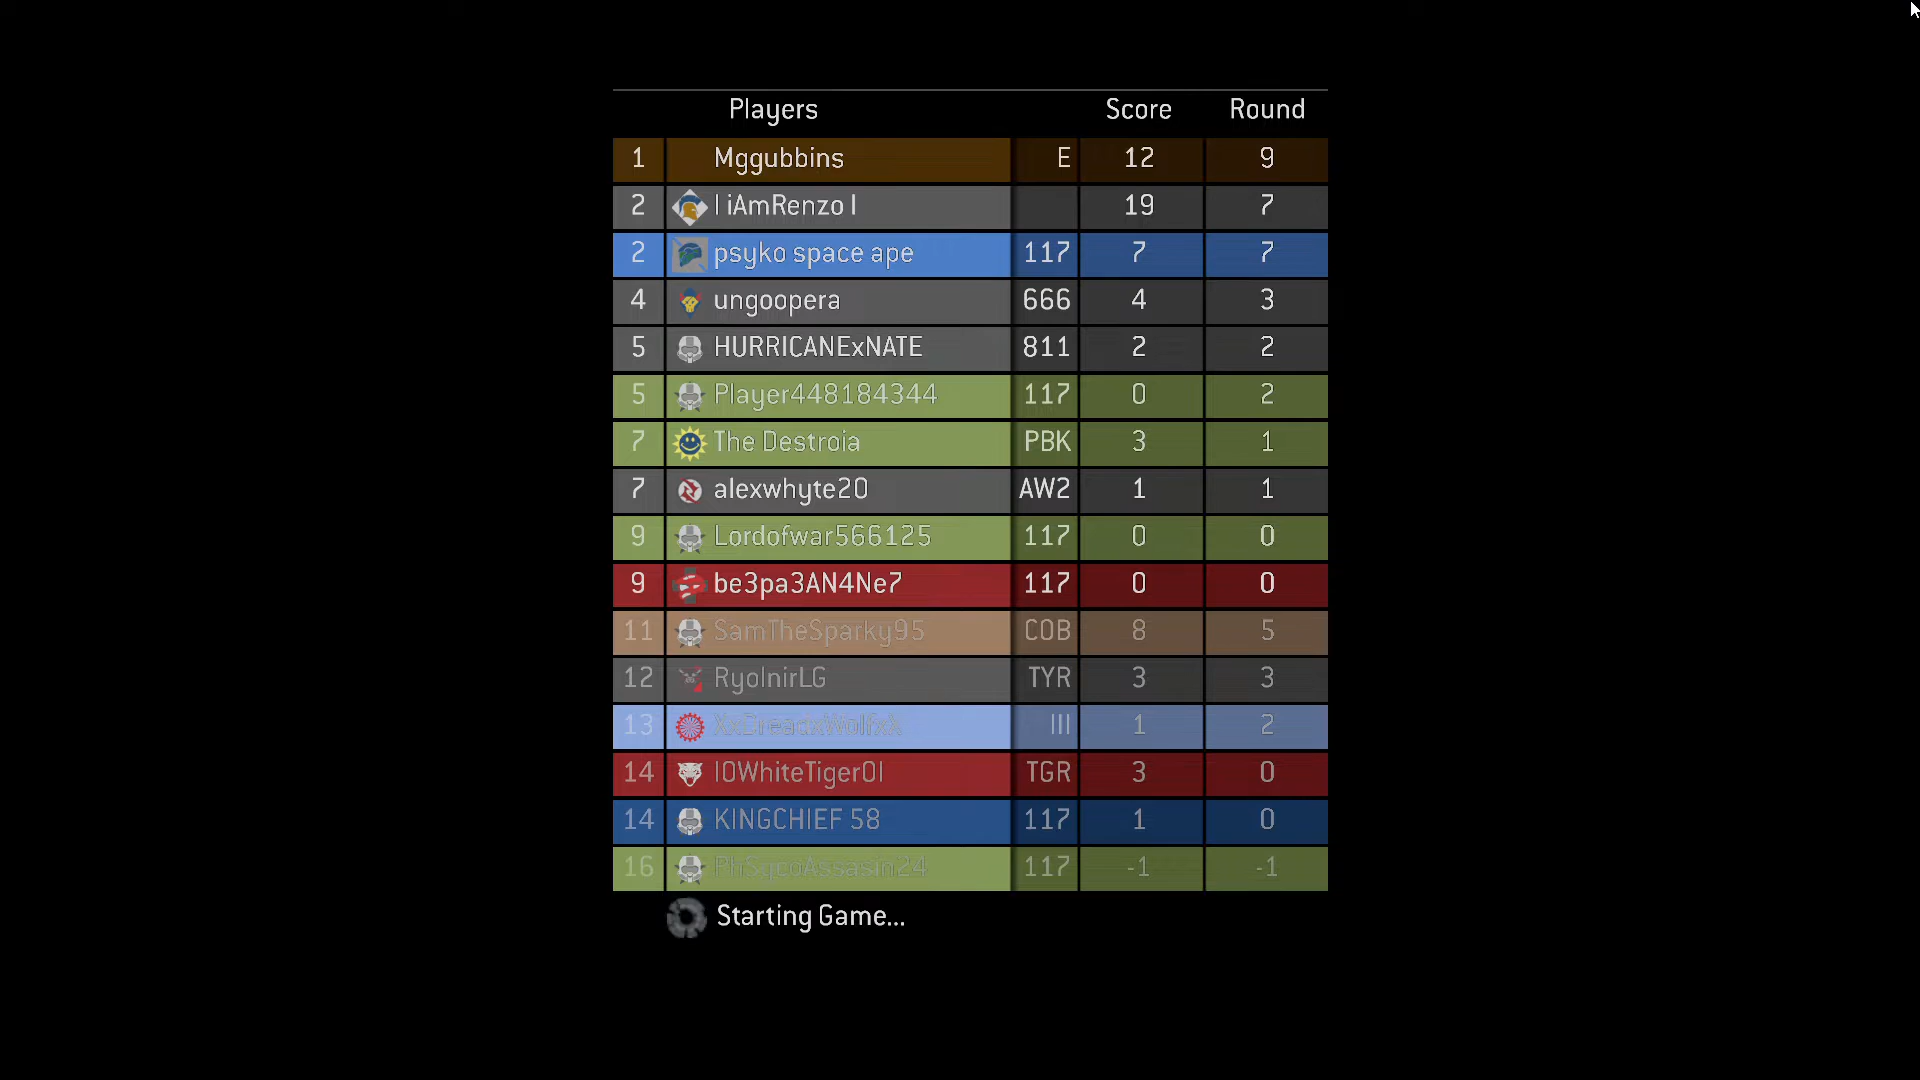 Players Score Round
1 Mggubbins E 12 9
2 l iAmRenzo l 19 7
2 psyko space ape 117 7 7
4 ungoopera 666 4 3
5 HURRICANExNATE 811 2 2
5 Player448184344 117 0 2
7 The Destroia PBK 3 1
7 alexwhyte20 AW2 1 1
9 Lordofwar566125 117 0 0
9 be3pa3AN4Ne7 117 0 0
11 SamTheSparky95 COB 8 5
12 RyoInirLG TYR 3 3
13 XxDreadxWolfxX III 1 2
14 I0WhiteTiger0I TGR 3 0
14 KINGCHIEF 58 117 1 0
16 PhSycoAssasin24 117 -1 -1
Starting Game...